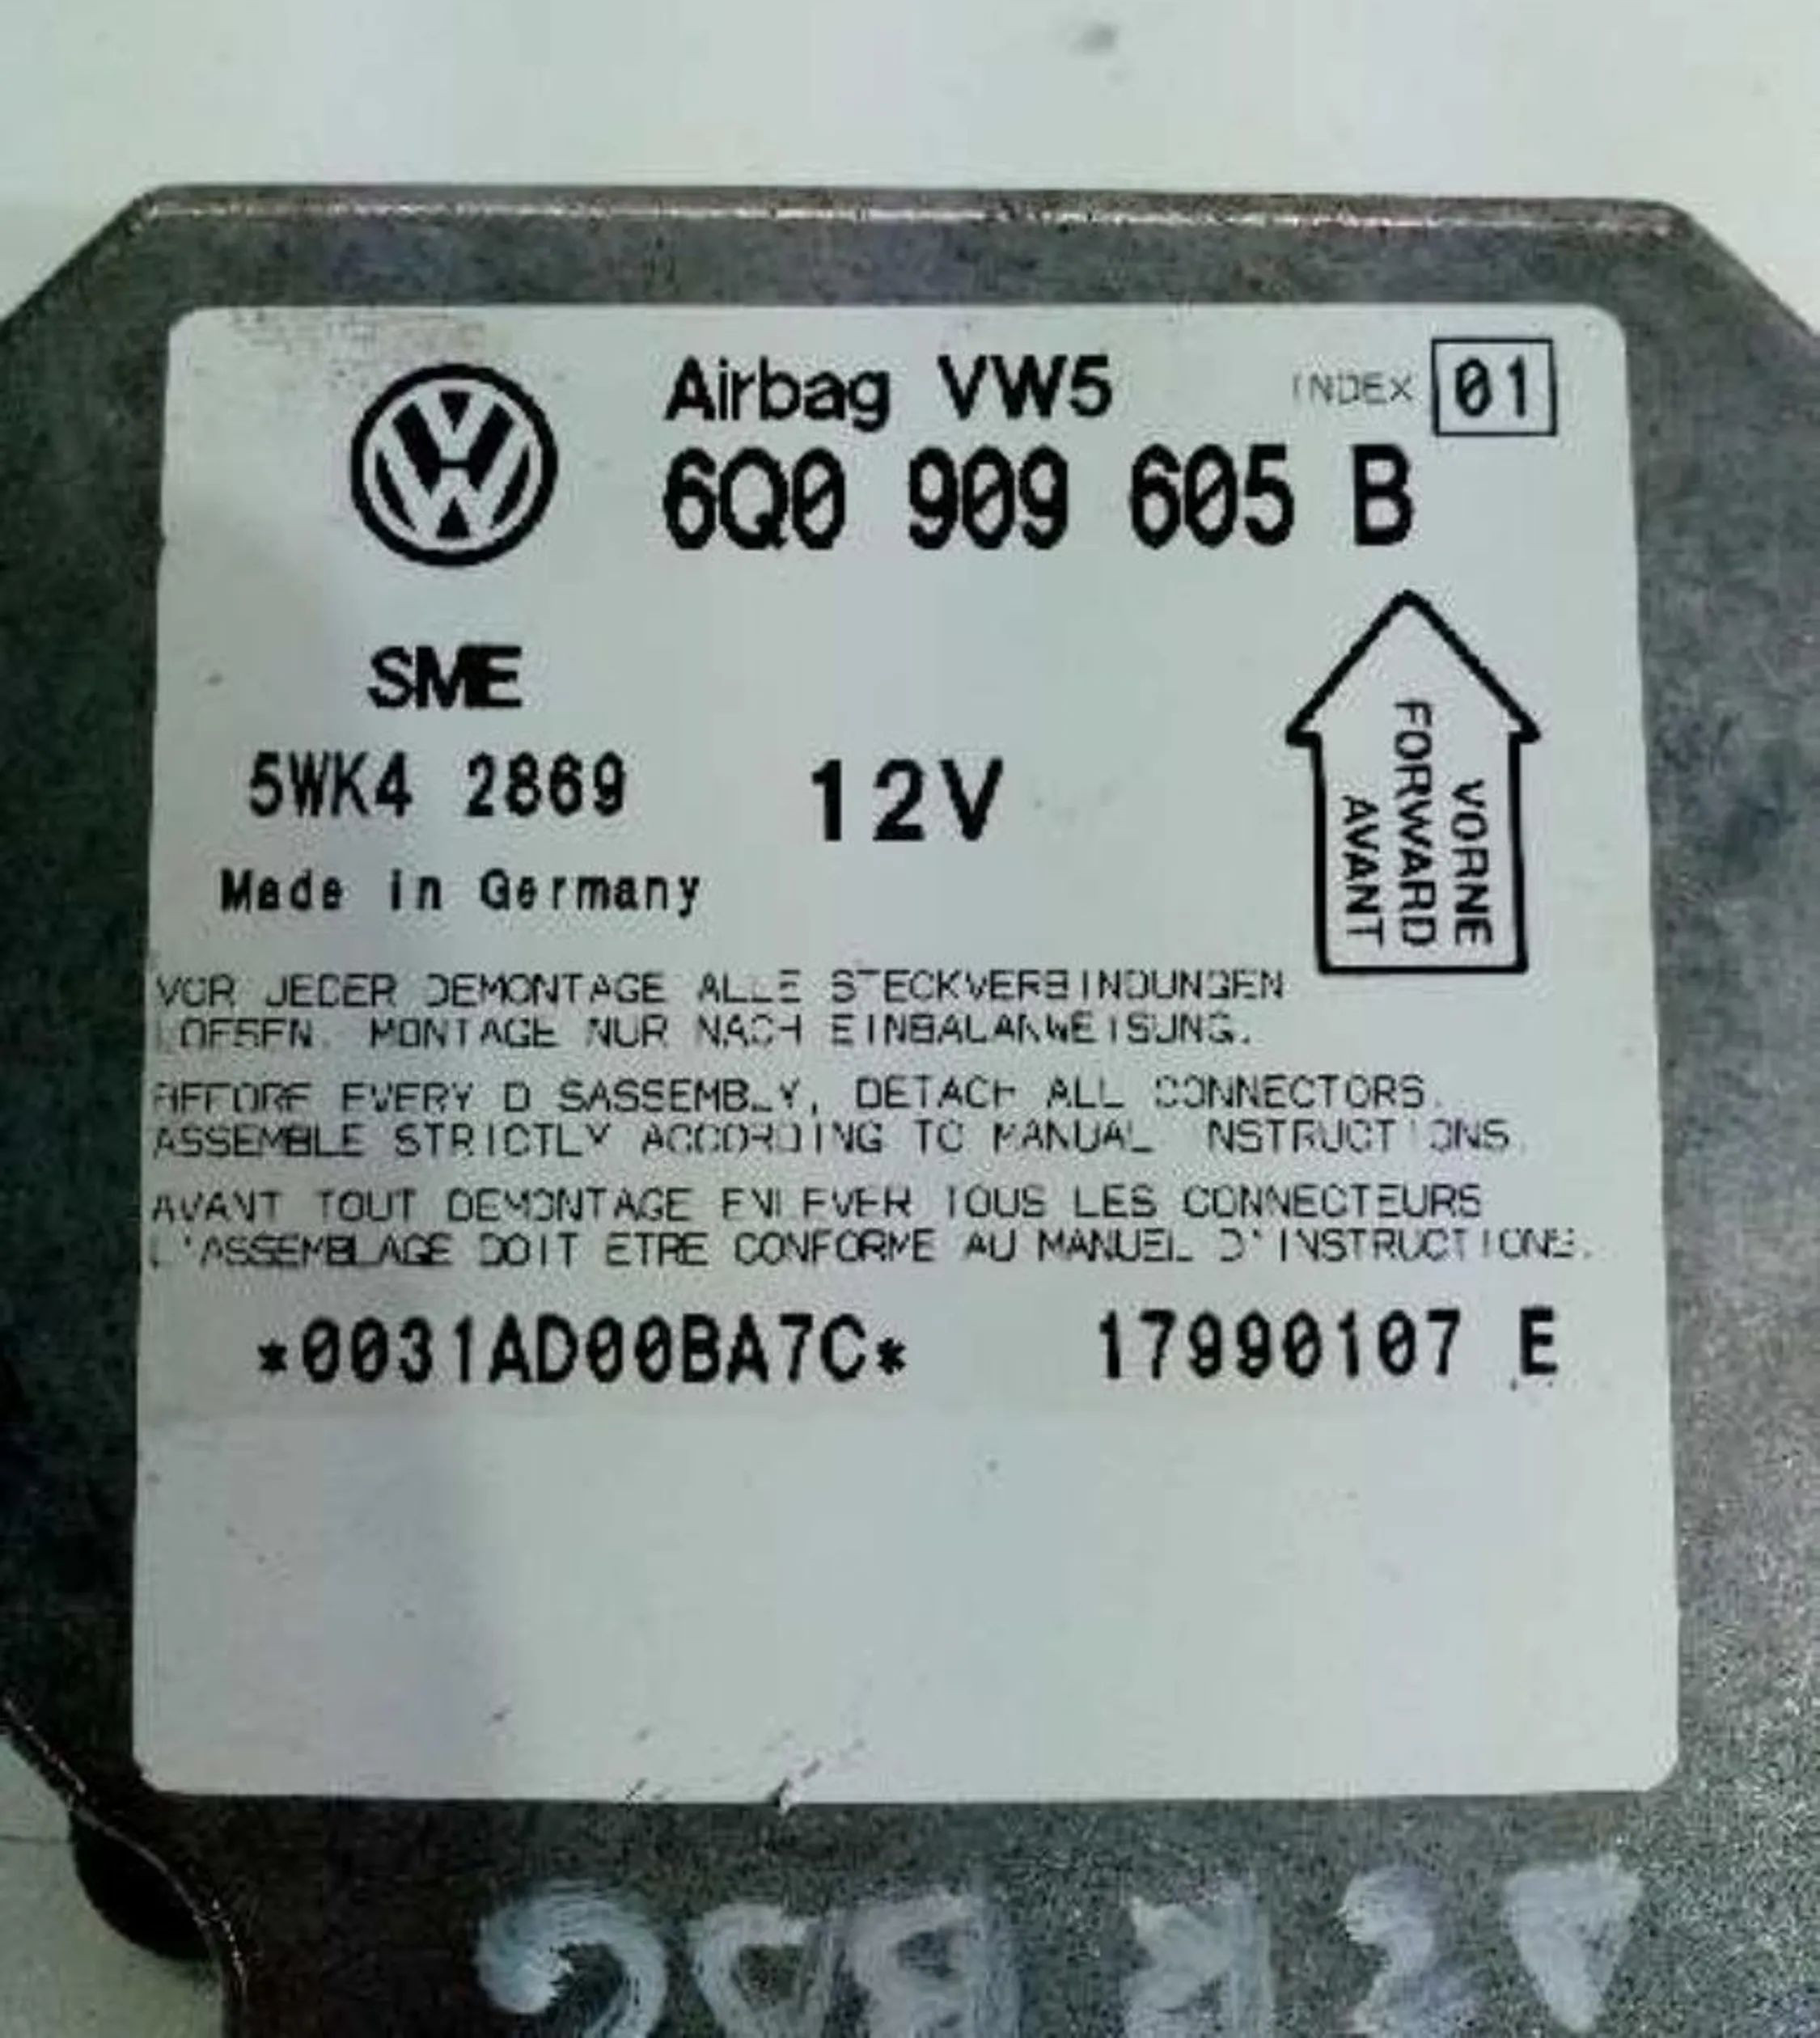 Airbag VW5 INDEX 01
6Q0 909 605 B
SME
5WK4 2869 12V
Made in Germany
VORNE
FORWARD
AVANT
VOR JEDER DEMONTAGE ALLE STECKVERBINDUNGEN
LOESEN. MONTAGE NUR NACH EINBAUANWEISUNG.
BEFORE EVERY DISASSEMBLY, DETACH ALL CONNECTORS.
ASSEMBLE STRICTLY ACCORDING TO MANUAL INSTRUCTIONS.
AVANT TOUT DEMONTAGE ENLEVER TOUS LES CONNECTEURS
L'ASSEMBLAGE DOIT ETRE CONFORME AU MANUEL D'INSTRUCTIONS.
*0031AD00BA7C* 17990107 E